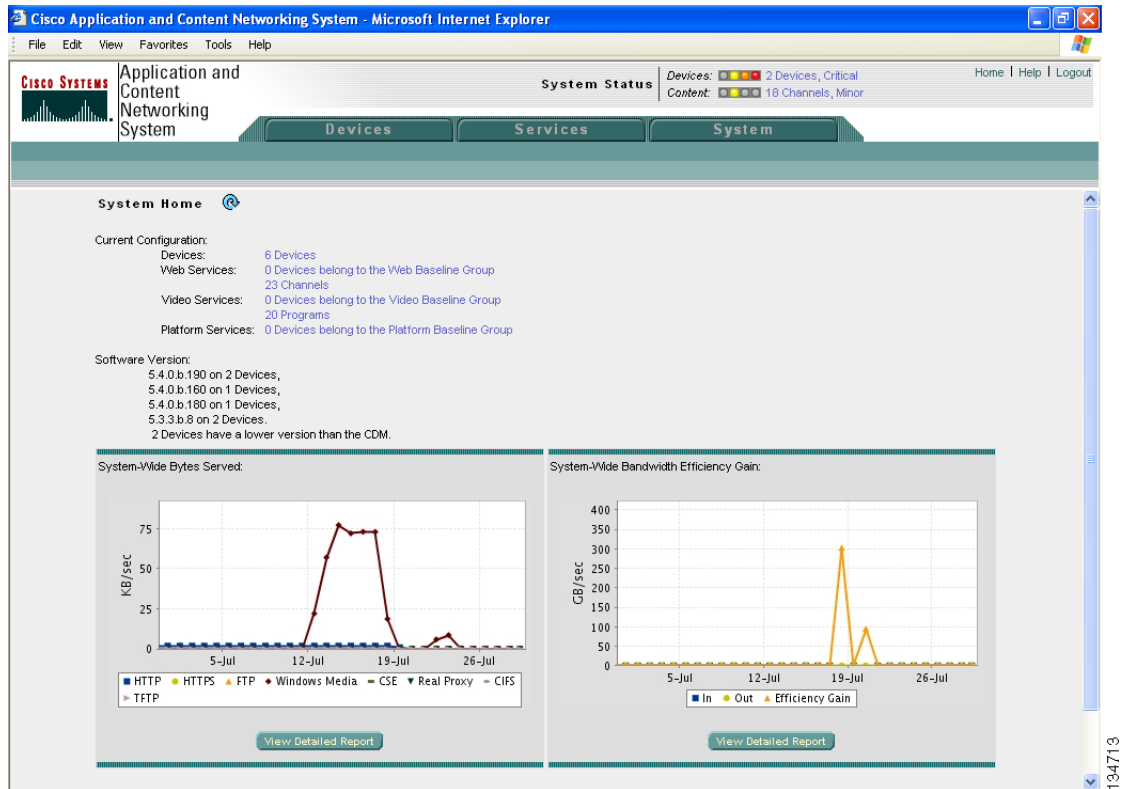 Cisco Application and Content Networking System - Microsoft Internet Explorer
File Edit View Favorites Tools Help
CISCO SYSTEMS
Application and
Content
Networking
System
System Status
Devices: 2 Devices, Critical
Content: 18 Channels, Minor
Home | Help | Logout
Devices Services System
System Home
Current Configuration:
Devices: 6 Devices
Web Services: 0 Devices belong to the Web Baseline Group
23 Channels
Video Services: 0 Devices belong to the Video Baseline Group
20 Programs
Platform Services: 0 Devices belong to the Platform Baseline Group
Software Version:
5.4.0.b.190 on 2 Devices,
5.4.0.b.160 on 1 Devices,
5.4.0.b.180 on 1 Devices,
5.3.3.b.8 on 2 Devices.
2 Devices have a lower version than the CDM.
System-Wide Bytes Served:
75
50
25
0
KB/sec
5-Jul 12-Jul 19-Jul 26-Jul
HTTP HTTPS FTP Windows Media CSE Real Proxy CIFS
TFTP
View Detailed Report
System-Wide Bandwidth Efficiency Gain:
400
350
300
250
200
150
100
50
0
GB/sec
5-Jul 12-Jul 19-Jul 26-Jul
In Out Efficiency Gain
View Detailed Report
134713